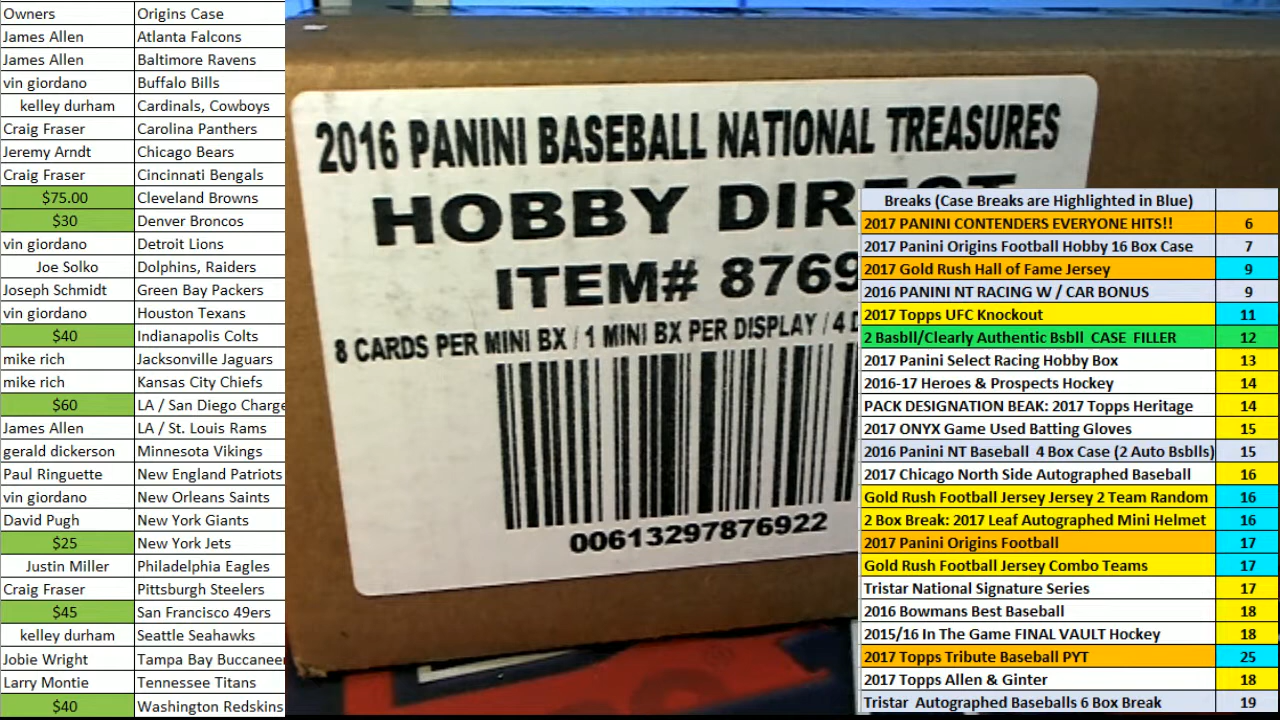 Owners Origins Case
James Allen Atlanta Falcons
James Allen Baltimore Ravens
vin giordano Buffalo Bills
kelley durham Cardinals, Cowboys
Craig Fraser Carolina Panthers
Jeremy Arndt Chicago Bears
Craig Fraser Cincinnati Bengals
$75.00 Cleveland Browns
$30 Denver Broncos
vin giordano Detroit Lions
Joe Solko Dolphins, Raiders
Joseph Schmidt Green Bay Packers
vin giordano Houston Texans
$40 Indianapolis Colts
mike rich Jacksonville Jaguars
mike rich Kansas City Chiefs
$60 LA / San Diego Charge
James Allen LA / St. Louis Rams
gerald dickerson Minnesota Vikings
Paul Ringuette New England Patriots
vin giordano New Orleans Saints
David Pugh New York Giants
$25 New York Jets
Justin Miller Philadelphia Eagles
Craig Fraser Pittsburgh Steelers
$45 San Francisco 49ers
kelley durham Seattle Seahawks
Jobie Wright Tampa Bay Buccanee
Larry Montie Tennessee Titans
$40 Washington Redskins
2016 PANINI BASEBALL NATIONAL TREASURES
HOBBY DIRECT
ITEM# 8769
8 CARDS PER MINI BX / 1 MINI BX PER DISPLAY / 4
00613297876922
Breaks (Case Breaks are Highlighted in Blue)
2017 PANINI CONTENDERS EVERYONE HITS!! 6
2017 Panini Origins Football Hobby 16 Box Case 7
2017 Gold Rush Hall of Fame Jersey 9
2016 PANINI NT RACING W / CAR BONUS 9
2017 Topps UFC Knockout 11
2 Basbll/Clearly Authentic Bsbll CASE FILLER 12
2017 Panini Select Racing Hobby Box 13
2016-17 Heroes & Prospects Hockey 14
PACK DESIGNATION BEAK: 2017 Topps Heritage 14
2017 ONYX Game Used Batting Gloves 15
2016 Panini NT Baseball 4 Box Case (2 Auto Bsblls) 15
2017 Chicago North Side Autographed Baseball 16
Gold Rush Football Jersey Jersey 2 Team Random 16
2 Box Break: 2017 Leaf Autographed Mini Helmet 16
2017 Panini Origins Football 17
Gold Rush Football Jersey Combo Teams 17
Tristar National Signature Series 17
2016 Bowmans Best Baseball 18
2015/16 In The Game FINAL VAULT Hockey 18
2017 Topps Tribute Baseball PYT 25
2017 Topps Allen & Ginter 18
Tristar Autographed Baseballs 6 Box Break 19